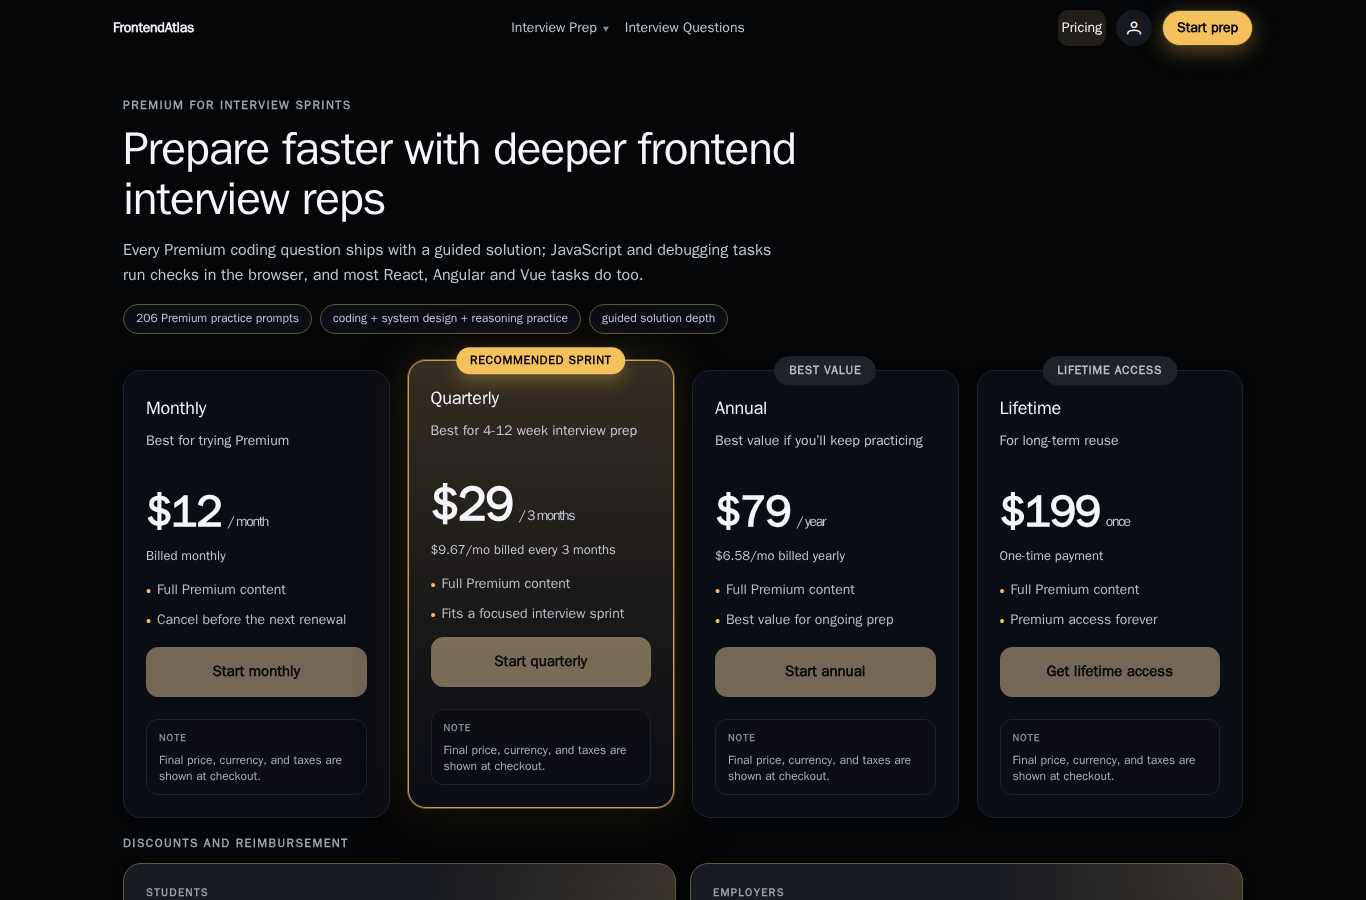 FrontendAtlas
Interview Prep ▾
Interview Questions
Pricing
Start prep
PREMIUM FOR INTERVIEW SPRINTS
Prepare faster with deeper frontend
interview reps
Every Premium coding question ships with a guided solution; JavaScript and debugging tasks
run checks in the browser, and most React, Angular and Vue tasks do too.
206 Premium practice prompts
coding + system design + reasoning practice
guided solution depth
Monthly
Best for trying Premium
$12 / month
Billed monthly
• Full Premium content
• Cancel before the next renewal
Start monthly
NOTE
Final price, currency, and taxes are
shown at checkout.
RECOMMENDED SPRINT
Quarterly
Best for 4-12 week interview prep
$29 / 3 months
$9.67/mo billed every 3 months
• Full Premium content
• Fits a focused interview sprint
Start quarterly
NOTE
Final price, currency, and taxes are
shown at checkout.
BEST VALUE
Annual
Best value if you’ll keep practicing
$79 / year
$6.58/mo billed yearly
• Full Premium content
• Best value for ongoing prep
Start annual
NOTE
Final price, currency, and taxes are
shown at checkout.
LIFETIME ACCESS
Lifetime
For long-term reuse
$199 once
One-time payment
• Full Premium content
• Premium access forever
Get lifetime access
NOTE
Final price, currency, and taxes are
shown at checkout.
DISCOUNTS AND REIMBURSEMENT
STUDENTS
EMPLOYERS